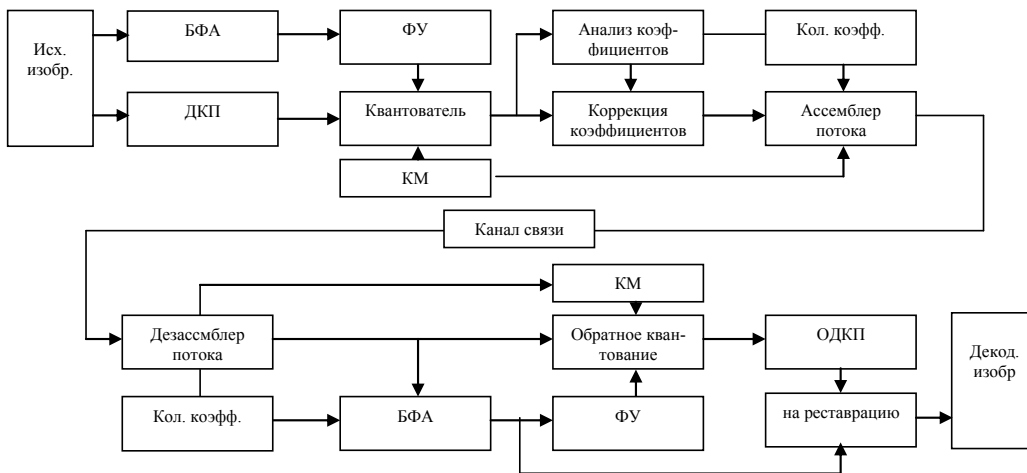 Исх.
изобр.
БФА
ФУ
Анализ коэф-
фициентов
Кол. коэфф.
ДКП
Квантователь
Коррекция
коэффициентов
Ассемблер
потока
КМ
Канал связи
КМ
Дезассмблер
потока
Обратное кван-
тование
ОДКП
Декод.
изобр
Кол. коэфф.
БФА
ФУ
на реставрацию